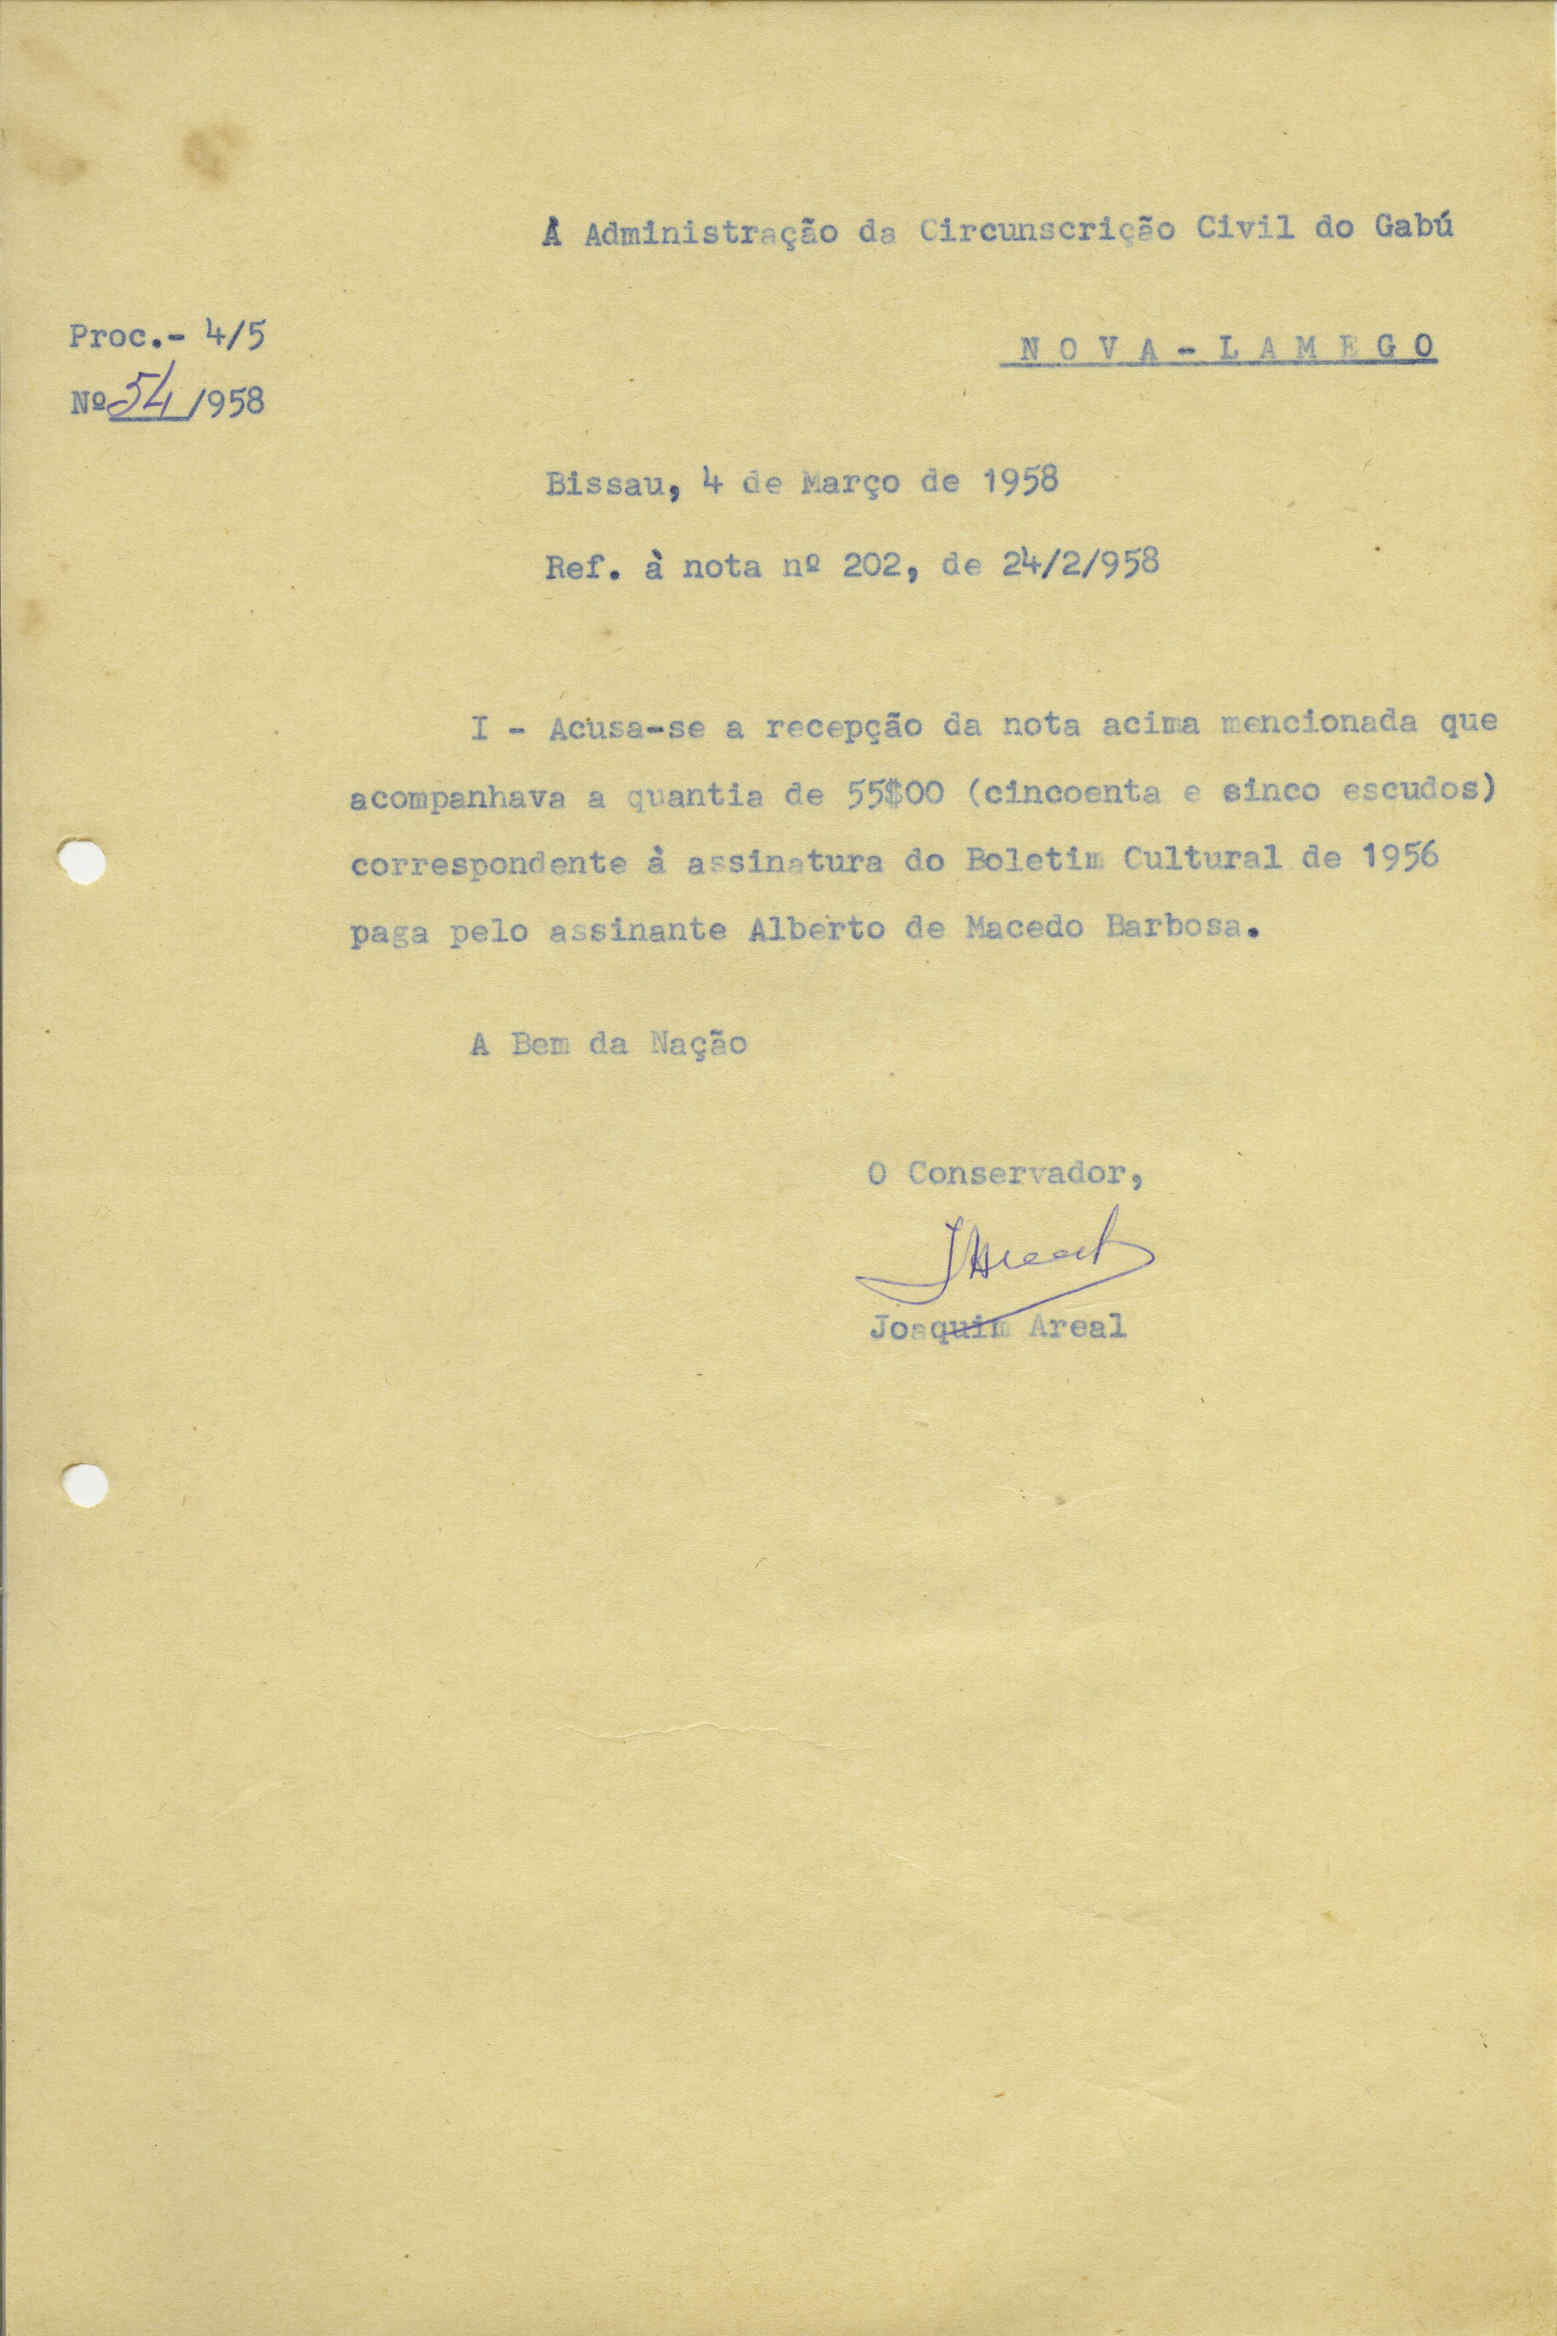 À Administração da Circunscrição Civil do Gabú
Proc.- 4/5
NOVA-LAMEGO
Nº 54/958
Bissau, 4 de Março de 1958
Ref. à nota nº 202, de 24/2/958
I - Acusa-se a recepção da nota acima mencionada que
acompanhava a quantia de 55$00 (cincoenta e sinco escudos)
correspondente à assinatura do Boletim Cultural de 1956
paga pelo assinante Alberto de Macedo Barbosa.
A Bem da Nação
O Conservador,
JAreal
Joaquim Areal